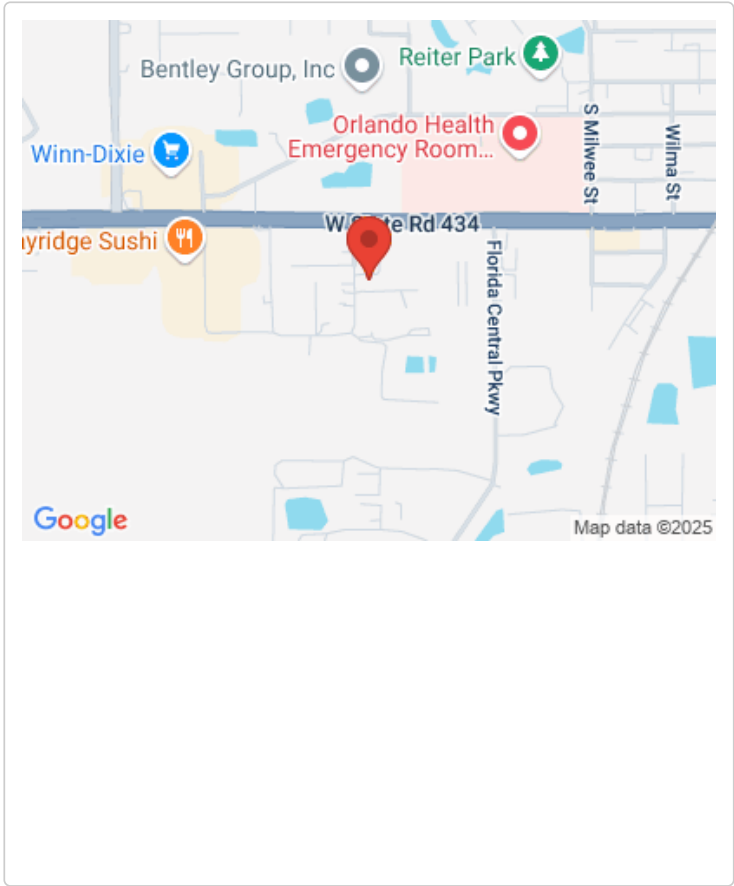 Reiter Park
Bentley Group, Inc
Orlando Health
Emergency Room...
S Milwee St
Wilma St
Winn-Dixie
yridge Sushi
Rd 434
Florida Central Pkwy
Google
Map data ©2025